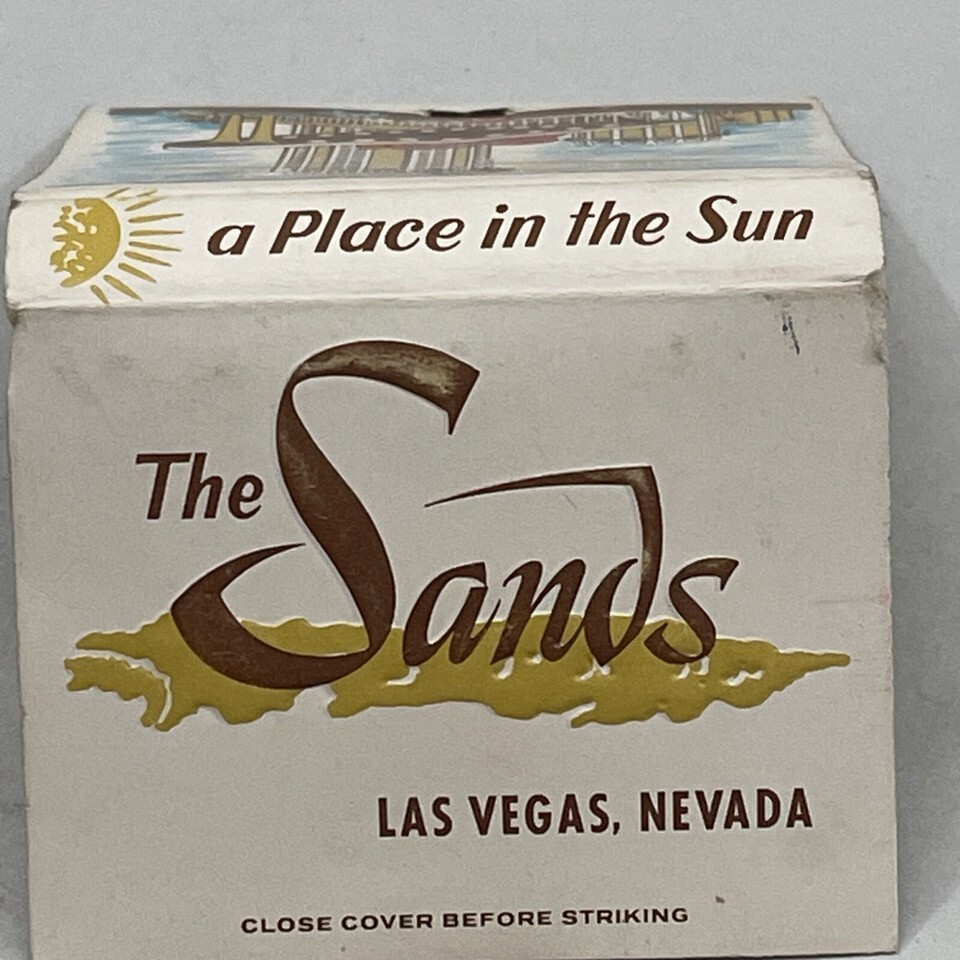 a Place in the Sun
The Sands
LAS VEGAS, NEVADA
CLOSE COVER BEFORE STRIKING